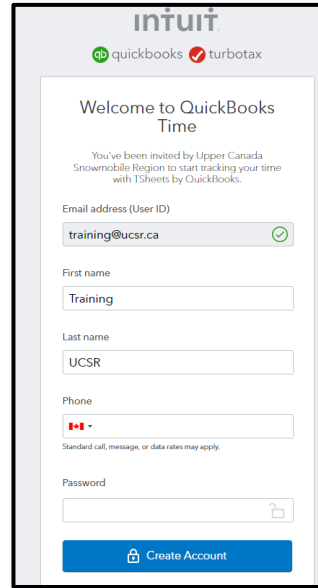 intuit
qb quickbooks turbotax
Welcome to QuickBooks
Time
You've been invited by Upper Canada
Snowmobile Region to start tracking your time
with TSheets by QuickBooks.
Email address (User ID)
training@ucsr.ca
First name
Training
Last name
UCSR
Phone
Standard call, message, or data rates may apply.
Password
Create Account